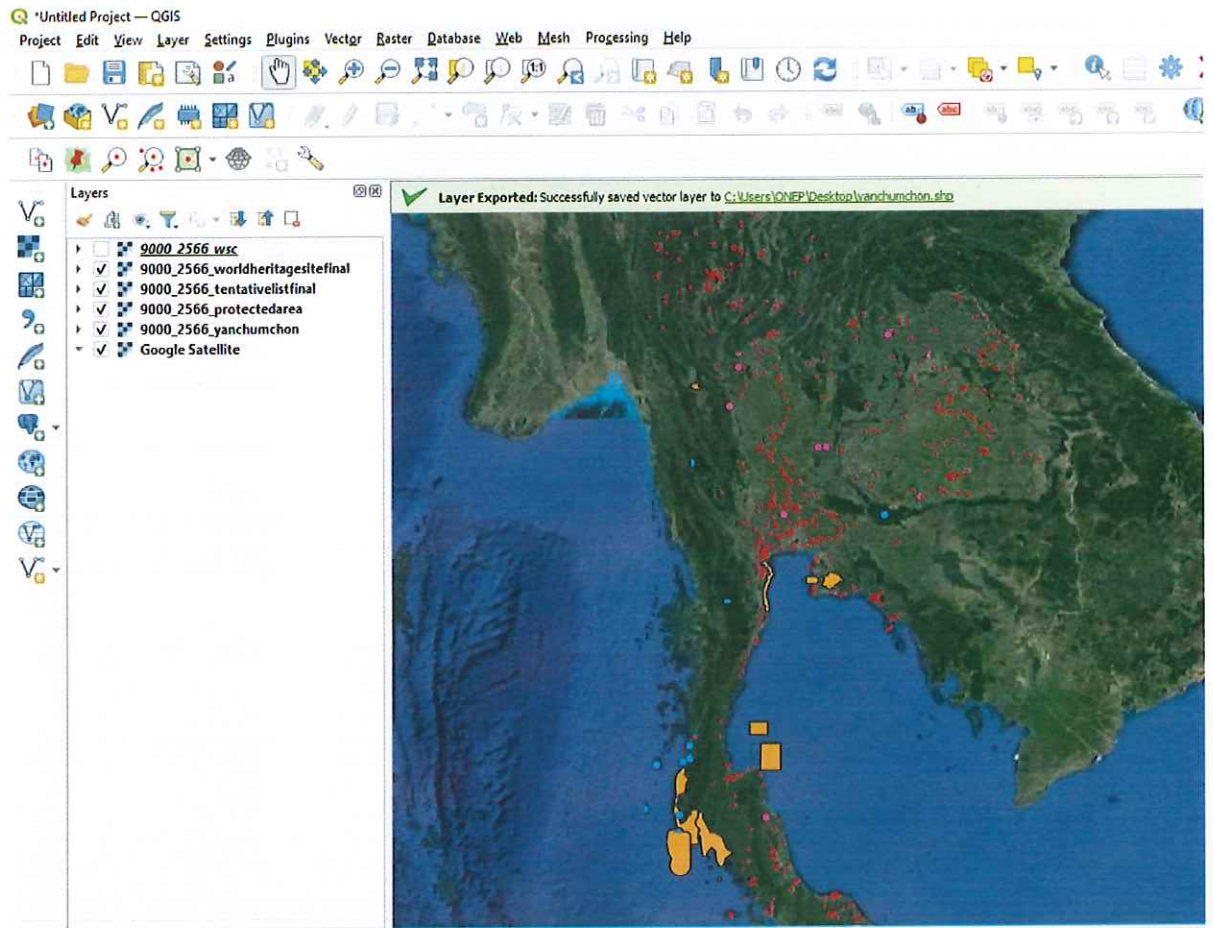 *Untitled Project — QGIS
Project Edit View Layer Settings Plugins Vector Raster Database Web Mesh Processing Help
Layers
Layer Exported: Successfully saved vector layer to C:\Users\ONEP\Desktop\yanchumchon.shp
9000_2566_wsc
9000_2566_worldheritagesitefinal
9000_2566_tentativelistfinal
9000_2566_protectedarea
9000_2566_yanchumchon
Google Satellite